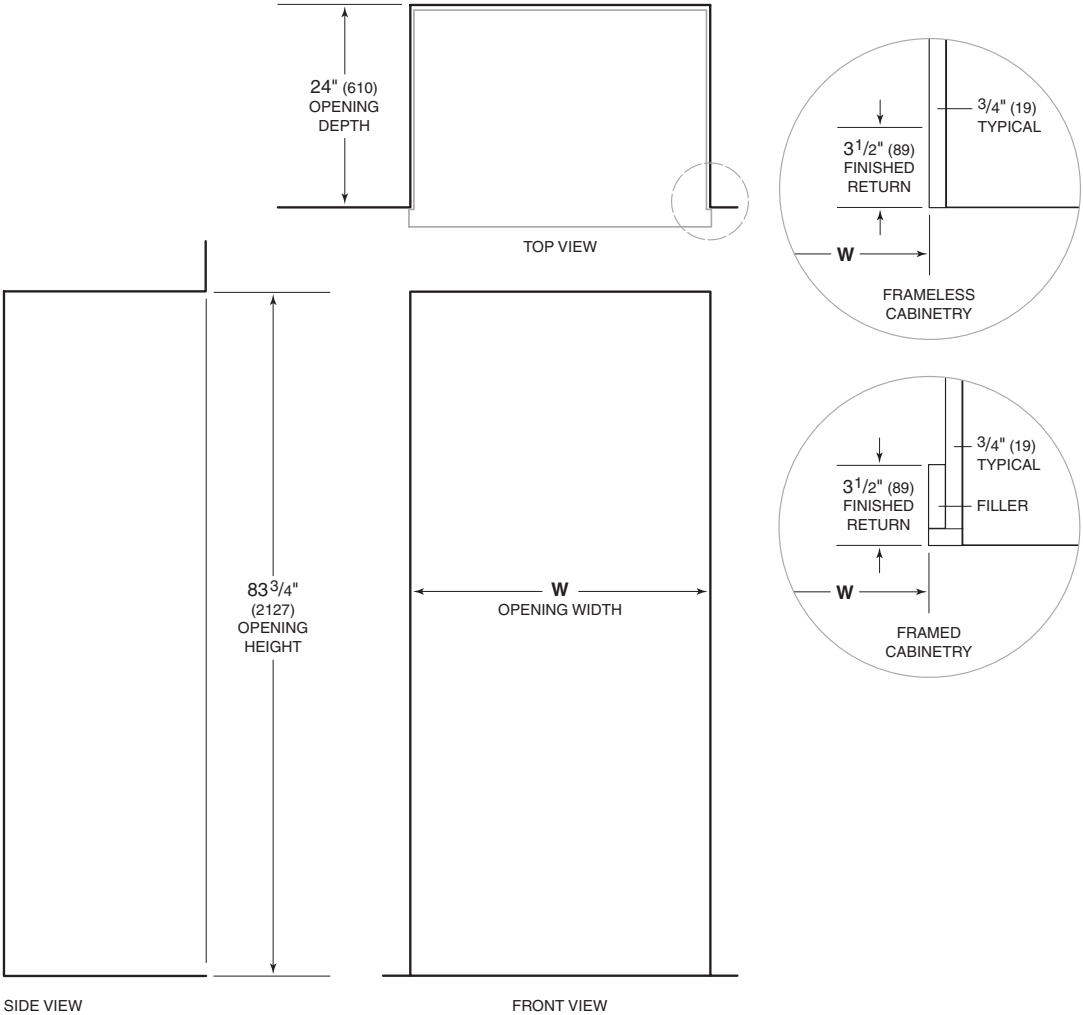 24" (610)
OPENING
DEPTH
TOP VIEW
3/4" (19)
TYPICAL
3 1/2" (89)
FINISHED
RETURN
W
FRAMELESS
CABINETRY
3/4" (19)
TYPICAL
3 1/2" (89)
FINISHED
RETURN
FILLER
W
FRAMED
CABINETRY
83 3/4"
(2127)
OPENING
HEIGHT
W
OPENING WIDTH
SIDE VIEW
FRONT VIEW